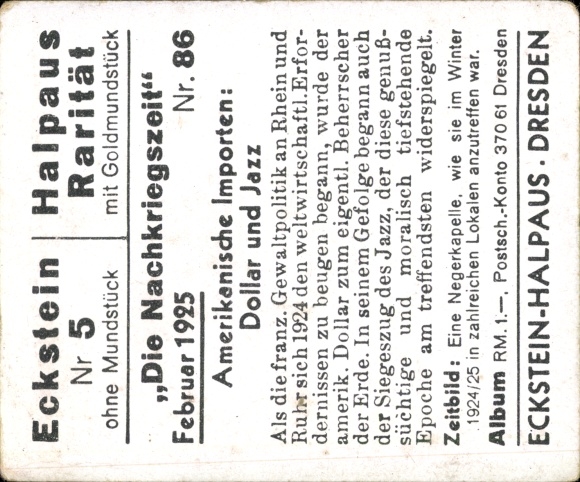 Eckstein
Nr 5
ohne Mundstück
Halpaus
Rarität
mit Goldmundstück
„Die Nachkriegszeit“
Februar 1925 Nr. 86
Amerikanische Importen:
Dollar und Jazz
Als die franz. Gewaltpolitik an Rhein und
Ruhr sich 1924 den weltwirtschaftl. Erfor-
dernissen zu beugen begann, wurde der
amerik. Dollar zum eigentl. Beherrscher
der Erde. In seinem Gefolge begann auch
der Siegeszug des Jazz, der diese genuß-
süchtige und moralisch tiefstehende
Epoche am treffendsten widerspiegelt.
Zeitbild: Eine Negerkapelle, wie sie im Winter
1924/25 in zahlreichen Lokalen anzutreffen war.
Album RM. 1.—, Postsch.-Konto 370 61 Dresden
ECKSTEIN-HALPAUS · DRESDEN